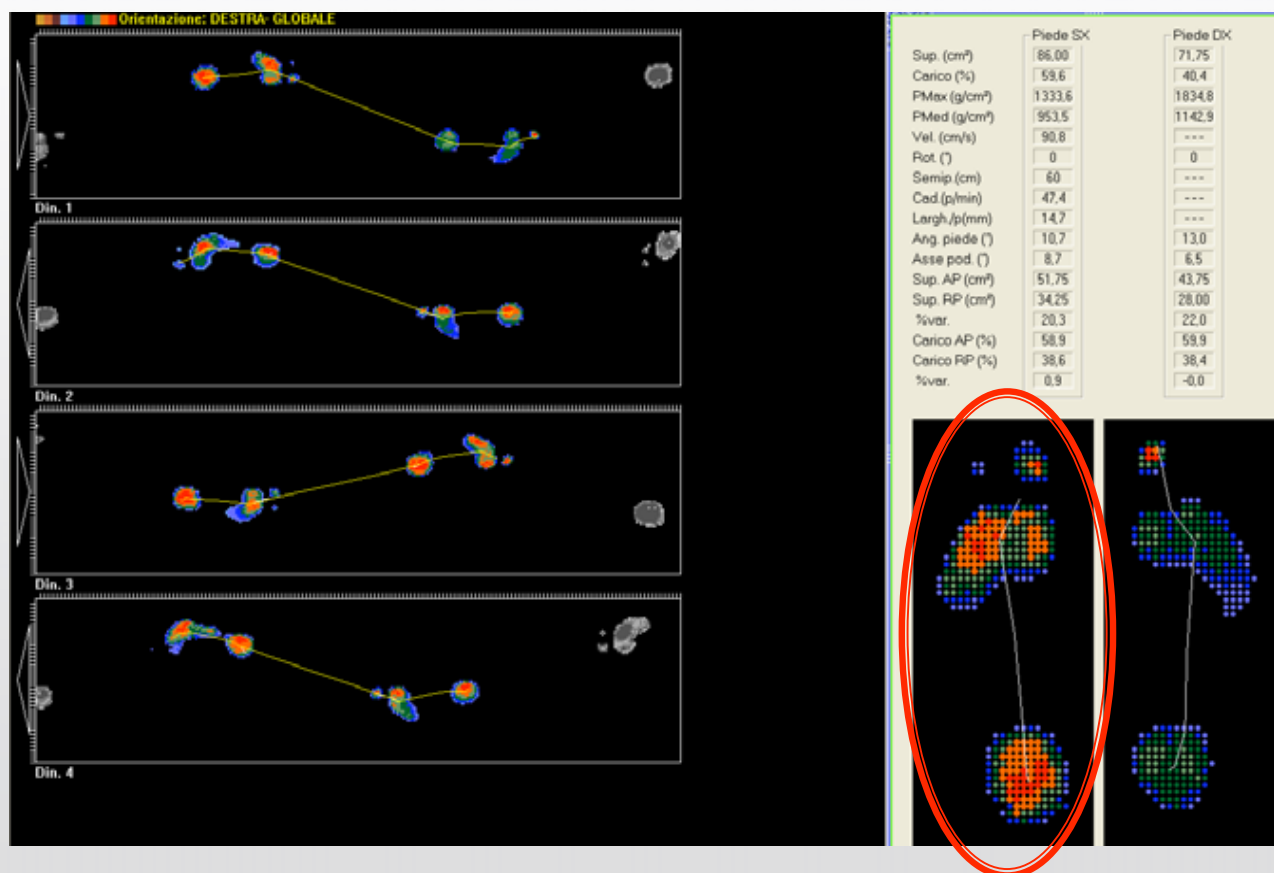 Orientazione: DESTRA- GLOBALE
Din. 1
Din. 2
Din. 3
Din. 4
Piede SX Piede DX
Sup. (cm²) 86,00 71,75
Carico (%) 59,6 40,4
PMax (g/cm²) 1333,6 1834,8
PMed (g/cm²) 953,5 1142,9
Vel. (cm/s) 90,8 ---
Rot. (°) 0 0
Semip.(cm) 60 ---
Cad.(p/min) 47,4 ---
Largh./p(mm) 14,7 ---
Ang. piede (°) 10,7 13,0
Asse pod. (°) 8,7 6,5
Sup. AP (cm²) 51,75 43,75
Sup. RP (cm²) 34,25 28,00
%var. 20,3 22,0
Carico AP (%) 58,9 59,9
Carico RP (%) 38,6 38,4
%var. 0,9 -0,0